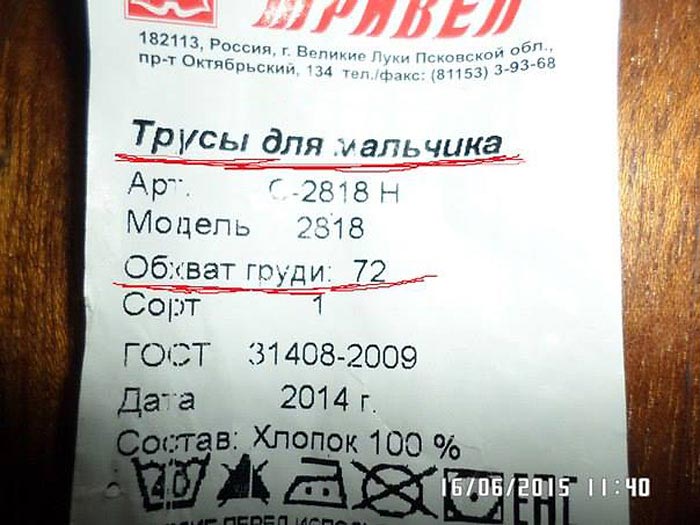 182113, Россия, г. Великие Луки Псковской обл.,
пр-т Октябрьский, 134 тел./факс: (81153) 3-93-68
Трусы для мальчика
Арт. С-2818 Н
Модель 2818
Обхват груди: 72
Сорт 1
ГОСТ 31408-2009
Дата 2014 г.
Состав: Хлопок 100 %
40
EAC
16/06/2015 11:40